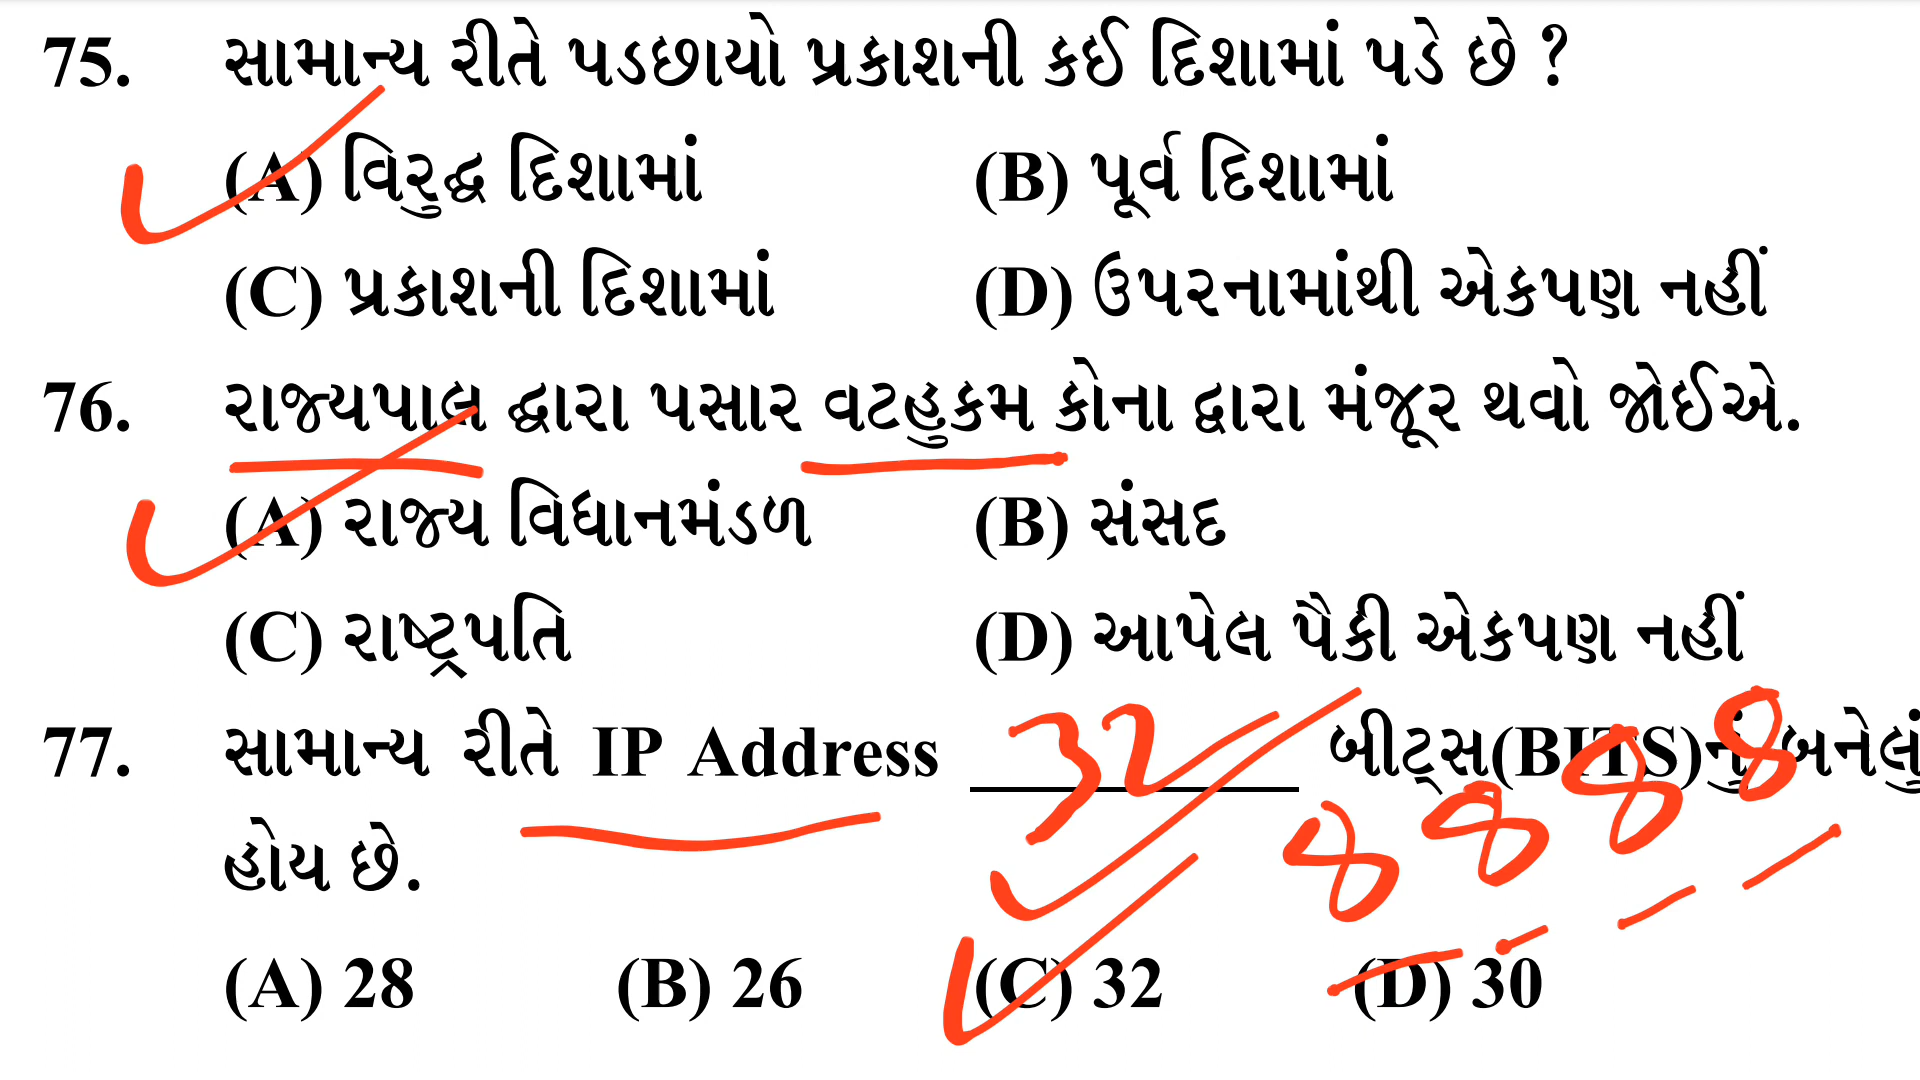 75. સામાન્ય રીતે પડછાયો પ્રકાશની કઈ દિશામાં પડે છે ?
(A) વિરુદ્ધ દિશામાં (B) પૂર્વ દિશામાં
(C) પ્રકાશની દિશામાં (D) ઉપરનામાંથી એકપણ નહીં
76. રાજ્યપાલ દ્વારા પસાર વટહુકમ કોના દ્વારા મંજૂર થવો જોઈએ.
(A) રાજ્ય વિધાનમંડળ (B) સંસદ
(C) રાષ્ટ્રપતિ (D) આપેલ પૈકી એકપણ નહીં
77. સામાન્ય રીતે IP Address 32 બીટ્સ(BITS)નું બનેલું
8 8 8 8
હોય છે.
(A) 28 (B) 26 (C) 32 (D) 30